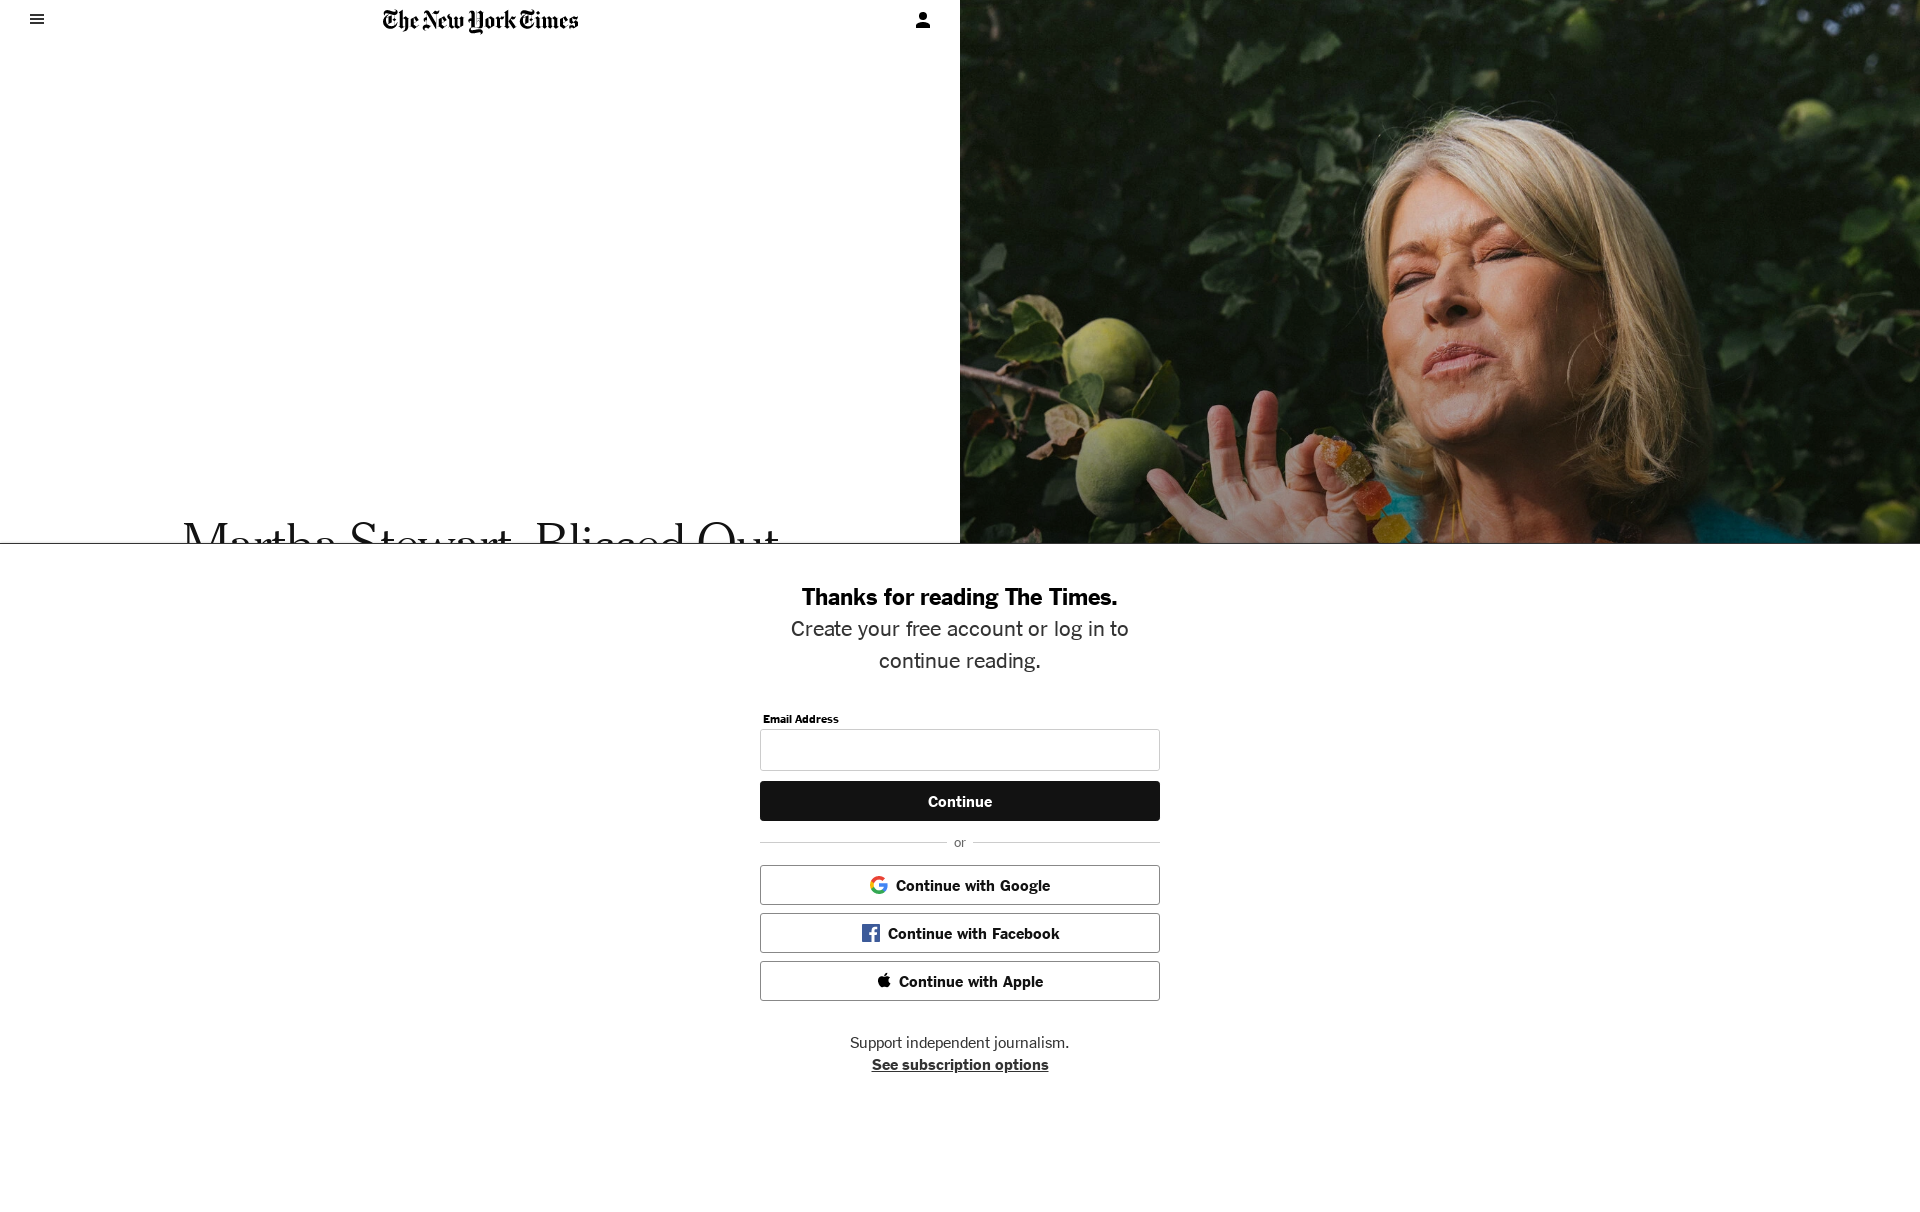 The New York Times
Martha Stewart, Blissed Out
Thanks for reading The Times.
Create your free account or log in to
continue reading.
Email Address
Continue
or
Continue with Google
Continue with Facebook
Continue with Apple
Support independent journalism.
See subscription options